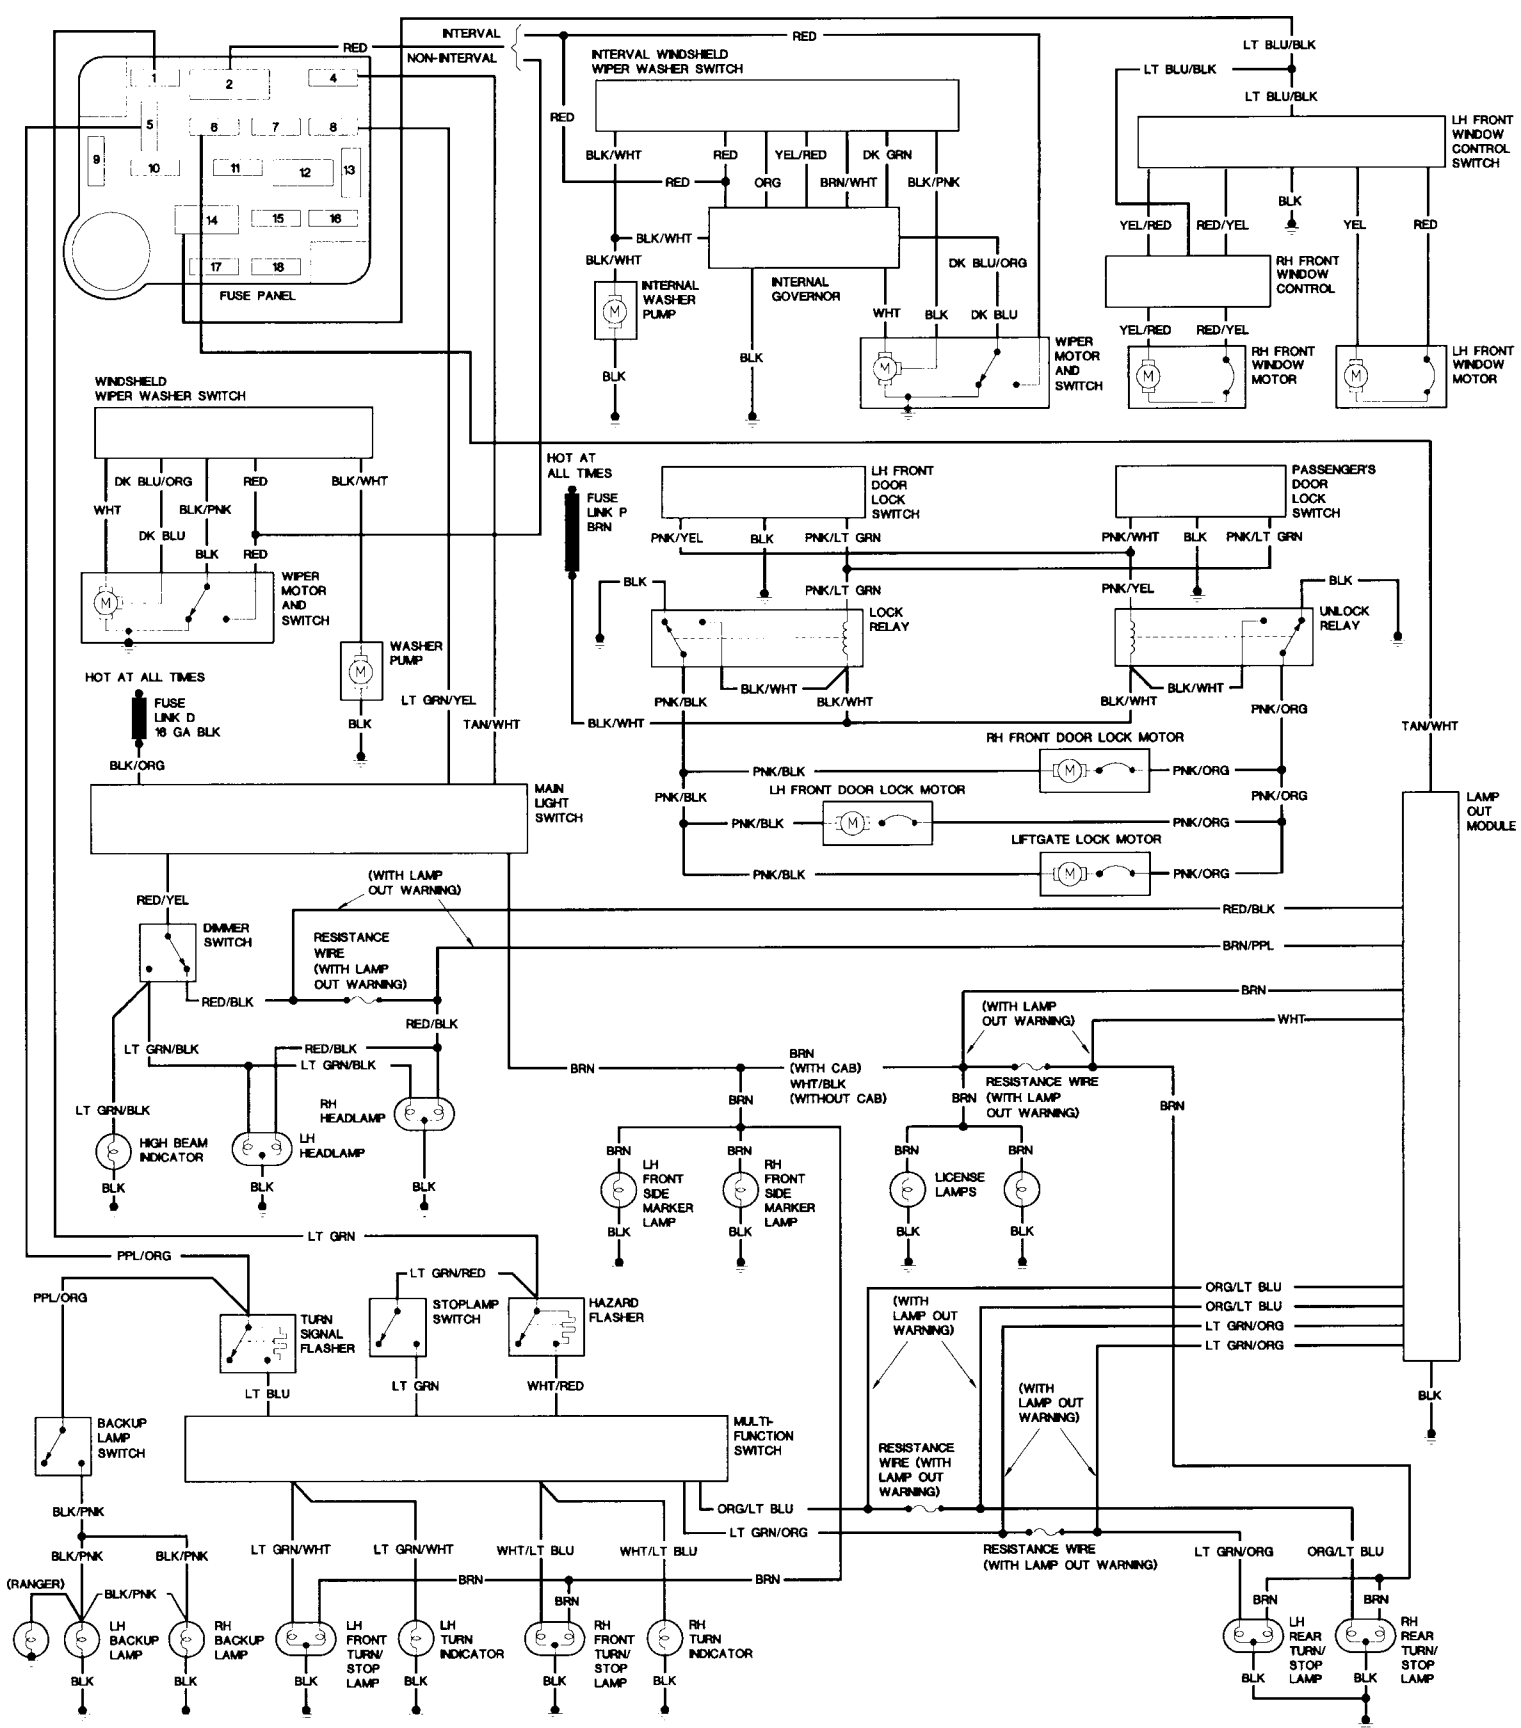 INTERVAL
NON-INTERVAL
RED
RED
LT BLU/BLK
LT BLU/BLK
LT BLU/BLK
1
2
4
5
6
7
8
9
10
11
12
13
14
15
16
17
18
FUSE PANEL
INTERVAL WINDSHIELD
WIPER WASHER SWITCH
RED
BLK/WHT
RED
YEL/RED
DK GRN
RED
ORG
BRN/WHT
BLK/PNK
BLK/WHT
BLK/WHT
DK BLU/ORG
INTERNAL
WASHER
PUMP
M
INTERNAL
GOVERNOR
WHT
BLK
DK BLU
BLK
BLK
M
WIPER
MOTOR
AND
SWITCH
LH FRONT
WINDOW
CONTROL
SWITCH
BLK
YEL/RED
RED/YEL
YEL
RED
RH FRONT
WINDOW
CONTROL
YEL/RED
RED/YEL
M
RH FRONT
WINDOW
MOTOR
M
LH FRONT
WINDOW
MOTOR
WINDSHIELD
WIPER WASHER SWITCH
DK BLU/ORG
RED
BLK/WHT
WHT
BLK/PNK
DK BLU
BLK
RED
M
WIPER
MOTOR
AND
SWITCH
WASHER
PUMP
M
BLK
HOT AT ALL TIMES
FUSE
LINK D
16 GA BLK
BLK/ORG
LT GRN/YEL
TAN/WHT
HOT AT
ALL TIMES
FUSE
LINK P
BRN
LH FRONT
DOOR
LOCK
SWITCH
PASSENGER'S
DOOR
LOCK
SWITCH
PNK/YEL
BLK
PNK/LT GRN
PNK/WHT
BLK
PNK/LT GRN
BLK
PNK/LT GRN
PNK/YEL
BLK
LOCK
RELAY
UNLOCK
RELAY
BLK/WHT
BLK/WHT
PNK/BLK
BLK/WHT
BLK/WHT
PNK/ORG
BLK/WHT
TAN/WHT
RH FRONT DOOR LOCK MOTOR
PNK/BLK
M
PNK/ORG
LH FRONT DOOR LOCK MOTOR
PNK/BLK
PNK/ORG
PNK/BLK
M
PNK/ORG
LIFTGATE LOCK MOTOR
PNK/BLK
M
PNK/ORG
LAMP
OUT
MODULE
MAIN
LIGHT
SWITCH
(WITH LAMP
OUT WARNING)
RED/YEL
RED/BLK
DIMMER
SWITCH
RESISTANCE
WIRE
(WITH LAMP
OUT WARNING)
BRN/PPL
RED/BLK
BRN
(WITH LAMP
OUT WARNING)
WHT
RED/BLK
LT GRN/BLK
RED/BLK
LT GRN/BLK
BRN
BRN
(WITH CAB)
WHT/BLK
(WITHOUT CAB)
RESISTANCE WIRE
(WITH LAMP
OUT WARNING)
BRN
BRN
BRN
LT GRN/BLK
RH
HEADLAMP
HIGH BEAM
INDICATOR
LH
HEADLAMP
BLK
BLK
BLK
BRN
BRN
LH
FRONT
SIDE
MARKER
LAMP
RH
FRONT
SIDE
MARKER
LAMP
BLK
BLK
BRN
BRN
LICENSE
LAMPS
BLK
BLK
LT GRN
PPL/ORG
PPL/ORG
LT GRN/RED
TURN
SIGNAL
FLASHER
STOPLAMP
SWITCH
HAZARD
FLASHER
ORG/LT BLU
ORG/LT BLU
LT GRN/ORG
LT GRN/ORG
(WITH
LAMP OUT
WARNING)
LT BLU
LT GRN
WHT/RED
(WITH
LAMP OUT
WARNING)
BLK
BACKUP
LAMP
SWITCH
MULTI-
FUNCTION
SWITCH
RESISTANCE
WIRE (WITH
LAMP OUT
WARNING)
BLK/PNK
ORG/LT BLU
LT GRN/ORG
RESISTANCE WIRE
(WITH LAMP OUT WARNING)
BLK/PNK
BLK/PNK
LT GRN/WHT
LT GRN/WHT
WHT/LT BLU
WHT/LT BLU
LT GRN/ORG
ORG/LT BLU
(RANGER)
BLK/PNK
BRN
BRN
BRN
BRN
BRN
LH
BACKUP
LAMP
RH
BACKUP
LAMP
LH
FRONT
TURN/
STOP
LAMP
LH
TURN
INDICATOR
RH
FRONT
TURN/
STOP
LAMP
RH
TURN
INDICATOR
LH
REAR
TURN/
STOP
LAMP
RH
REAR
TURN/
STOP
LAMP
BLK
BLK
BLK
BLK
BLK
BLK
BLK
BLK